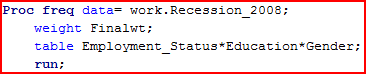 Proc freq data= work.Recession_2008;
weight Finalwt;
table Employment_Status*Education*Gender;
run;